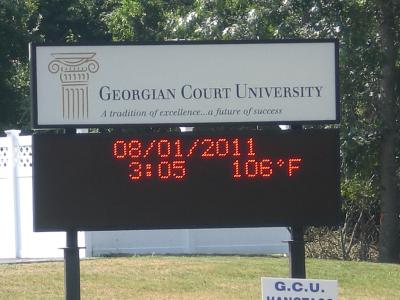 GEORGIAN COURT UNIVERSITY
A tradition of excellence...a future of success
08/01/2011
3:05 106°F
G.C.U.